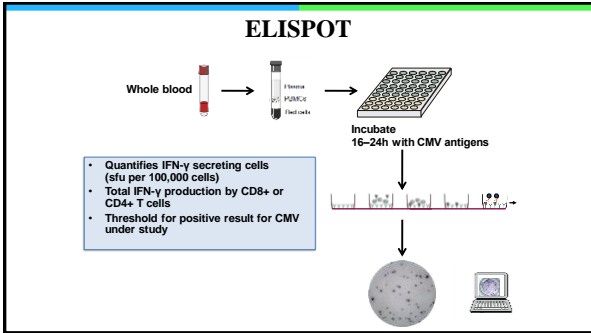 ELISPOT
Whole blood
Plasma
PBMCs
Red cells
Incubate
16–24h with CMV antigens
• Quantifies IFN-γ secreting cells
(sfu per 100,000 cells)
• Total IFN-γ production by CD8+ or
CD4+ T cells
• Threshold for positive result for CMV
under study